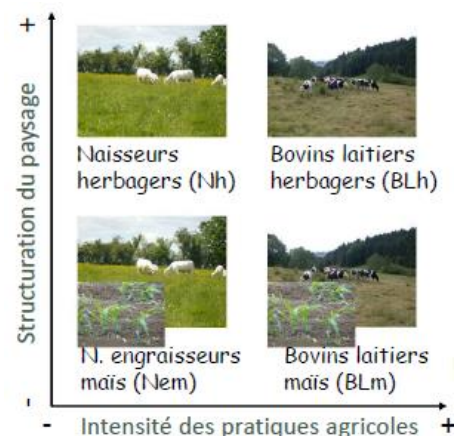 +
Structuration du paysage
Naisseurs
herbagers (Nh)
Bovins laitiers
herbagers (BLh)
N. engraisseurs
maïs (Nem)
Bovins laitiers
maïs (BLm)
-
- Intensité des pratiques agricoles +